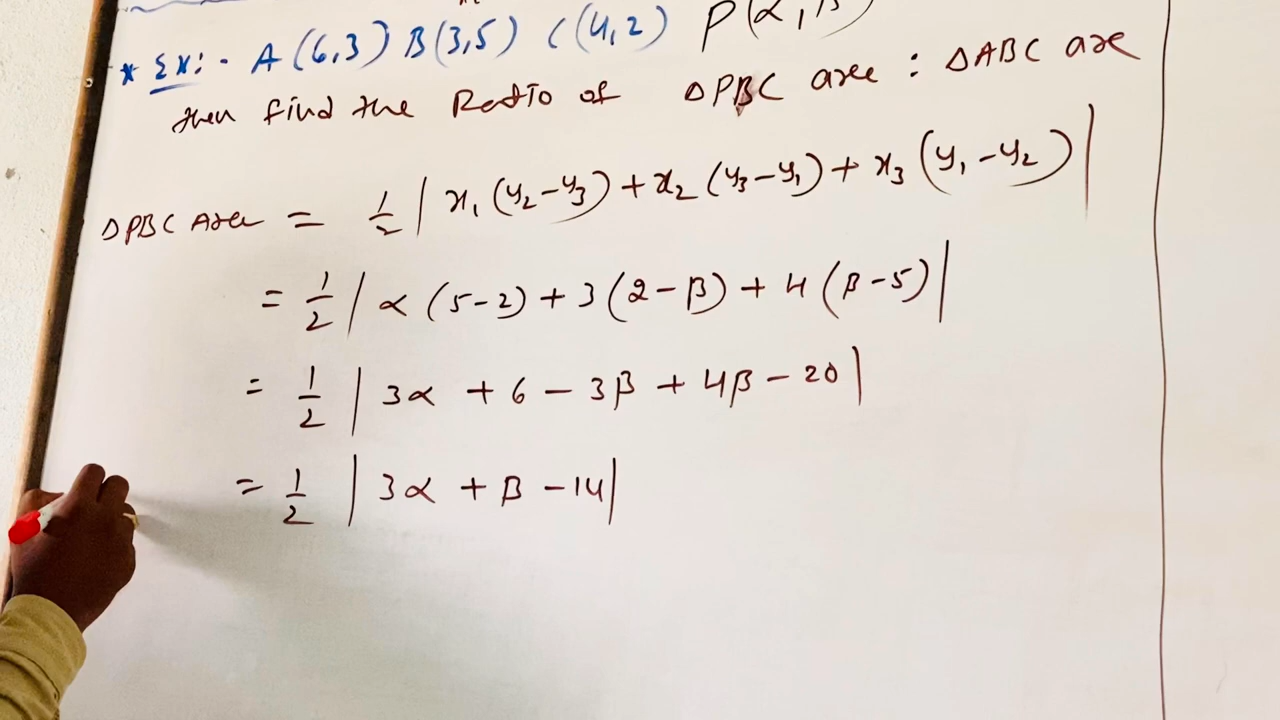 * Ex:- A(6,3) B(3,5) C(4,2) P(α,β)
then find the Ratio of ΔPBC are : ΔABC are
ΔPBC Area = 1/2 | x₁(y₂-y₃)+x₂(y₃-y₁)+x₃(y₁-y₂) |
= 1/2 | α(5-2)+3(2-β)+4(β-5) |
= 1/2 | 3α + 6 - 3β + 4β - 20 |
= 1/2 | 3α + β - 14 |